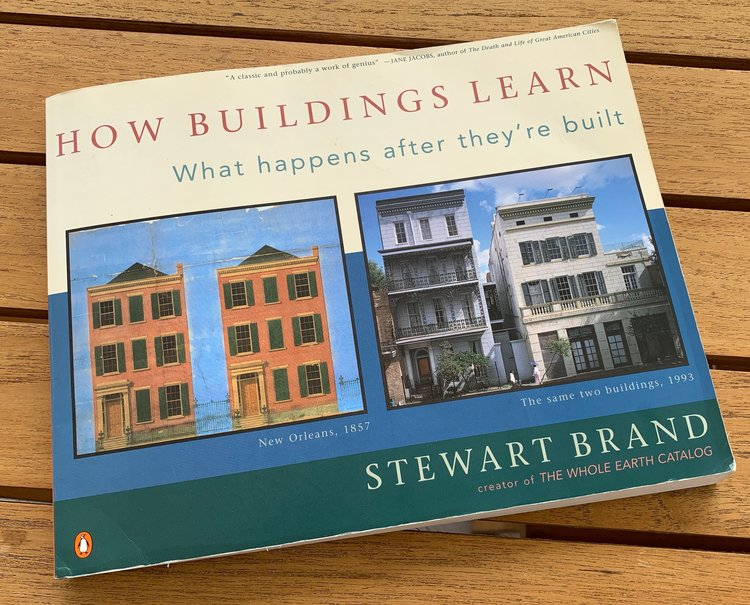 "A classic and probably a work of genius" —JANE JACOBS, author of The Death and Life of Great American Cities
HOW BUILDINGS LEARN
What happens after they're built
New Orleans, 1857
The same two buildings, 1993
STEWART BRAND
creator of THE WHOLE EARTH CATALOG